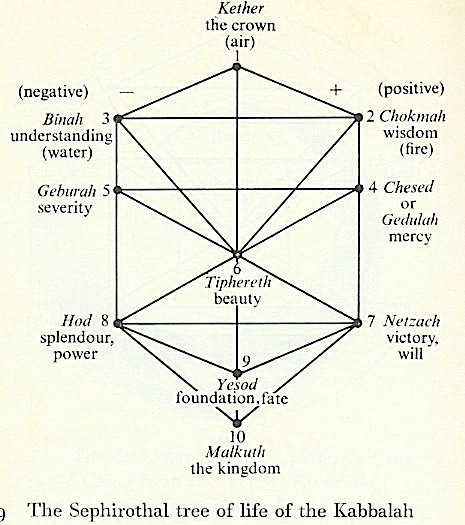 Kether
the crown
(air)
1
(negative) — + (positive)
Binah 3
understanding
(water)
2 Chokmah
wisdom
(fire)
Geburah 5
severity
4 Chesed
or
Gedulah
mercy
6
Tiphereth
beauty
Hod 8
splendour,
power
7 Netzach
victory,
will
9
Yesod
foundation, fate
10
Malkuth
the kingdom
9 The Sephirothal tree of life of the Kabbalah